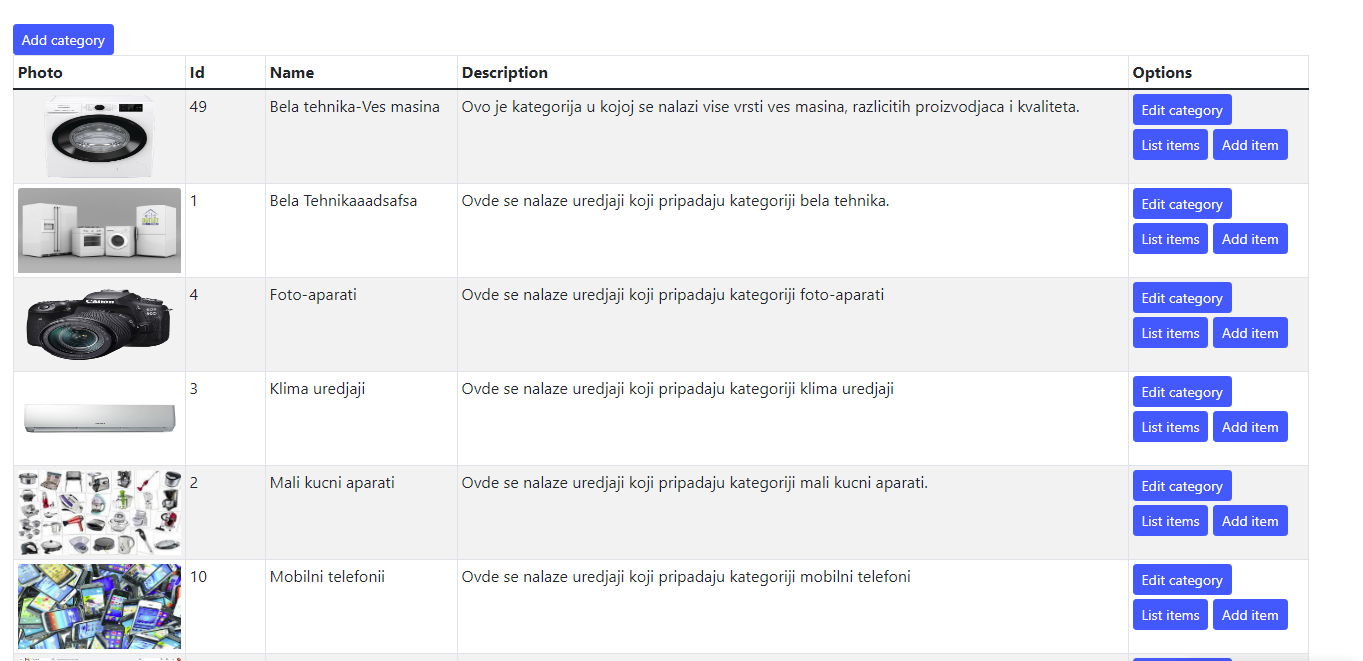 Add category
Photo Id Name Description Options
49 Bela tehnika-Ves masina Ovo je kategorija u kojoj se nalazi vise vrsti ves masina, razlicitih proizvodjaca i kvaliteta. Edit category
List items Add item
1 Bela Tehnikaaadsafsa Ovde se nalaze uredjaji koji pripadaju kategoriji bela tehnika. Edit category
List items Add item
Canon
4 Foto-aparati Ovde se nalaze uredjaji koji pripadaju kategoriji foto-aparati Edit category
List items Add item
3 Klima uredjaji Ovde se nalaze uredjaji koji pripadaju kategoriji klima uredjaji Edit category
List items Add item
2 Mali kucni aparati Ovde se nalaze uredjaji koji pripadaju kategoriji mali kucni aparati. Edit category
List items Add item
10 Mobilni telefonii Ovde se nalaze uredjaji koji pripadaju kategoriji mobilni telefoni Edit category
List items Add item